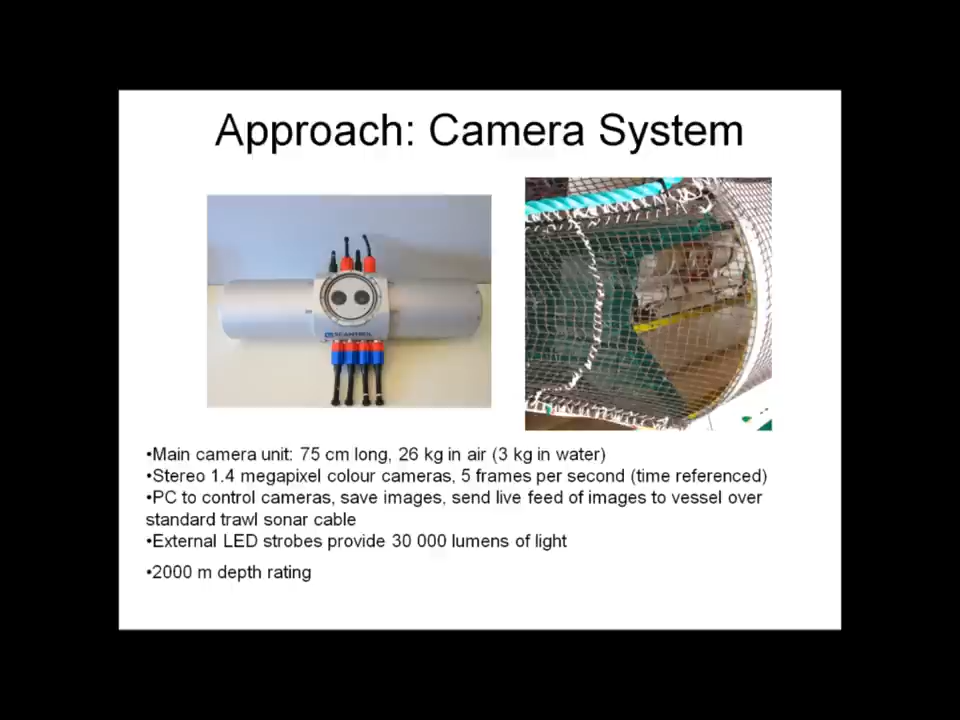 Approach: Camera System
SCANTROL
•Main camera unit: 75 cm long, 26 kg in air (3 kg in water)
•Stereo 1.4 megapixel colour cameras, 5 frames per second (time referenced)
•PC to control cameras, save images, send live feed of images to vessel over
standard trawl sonar cable
•External LED strobes provide 30 000 lumens of light
•2000 m depth rating